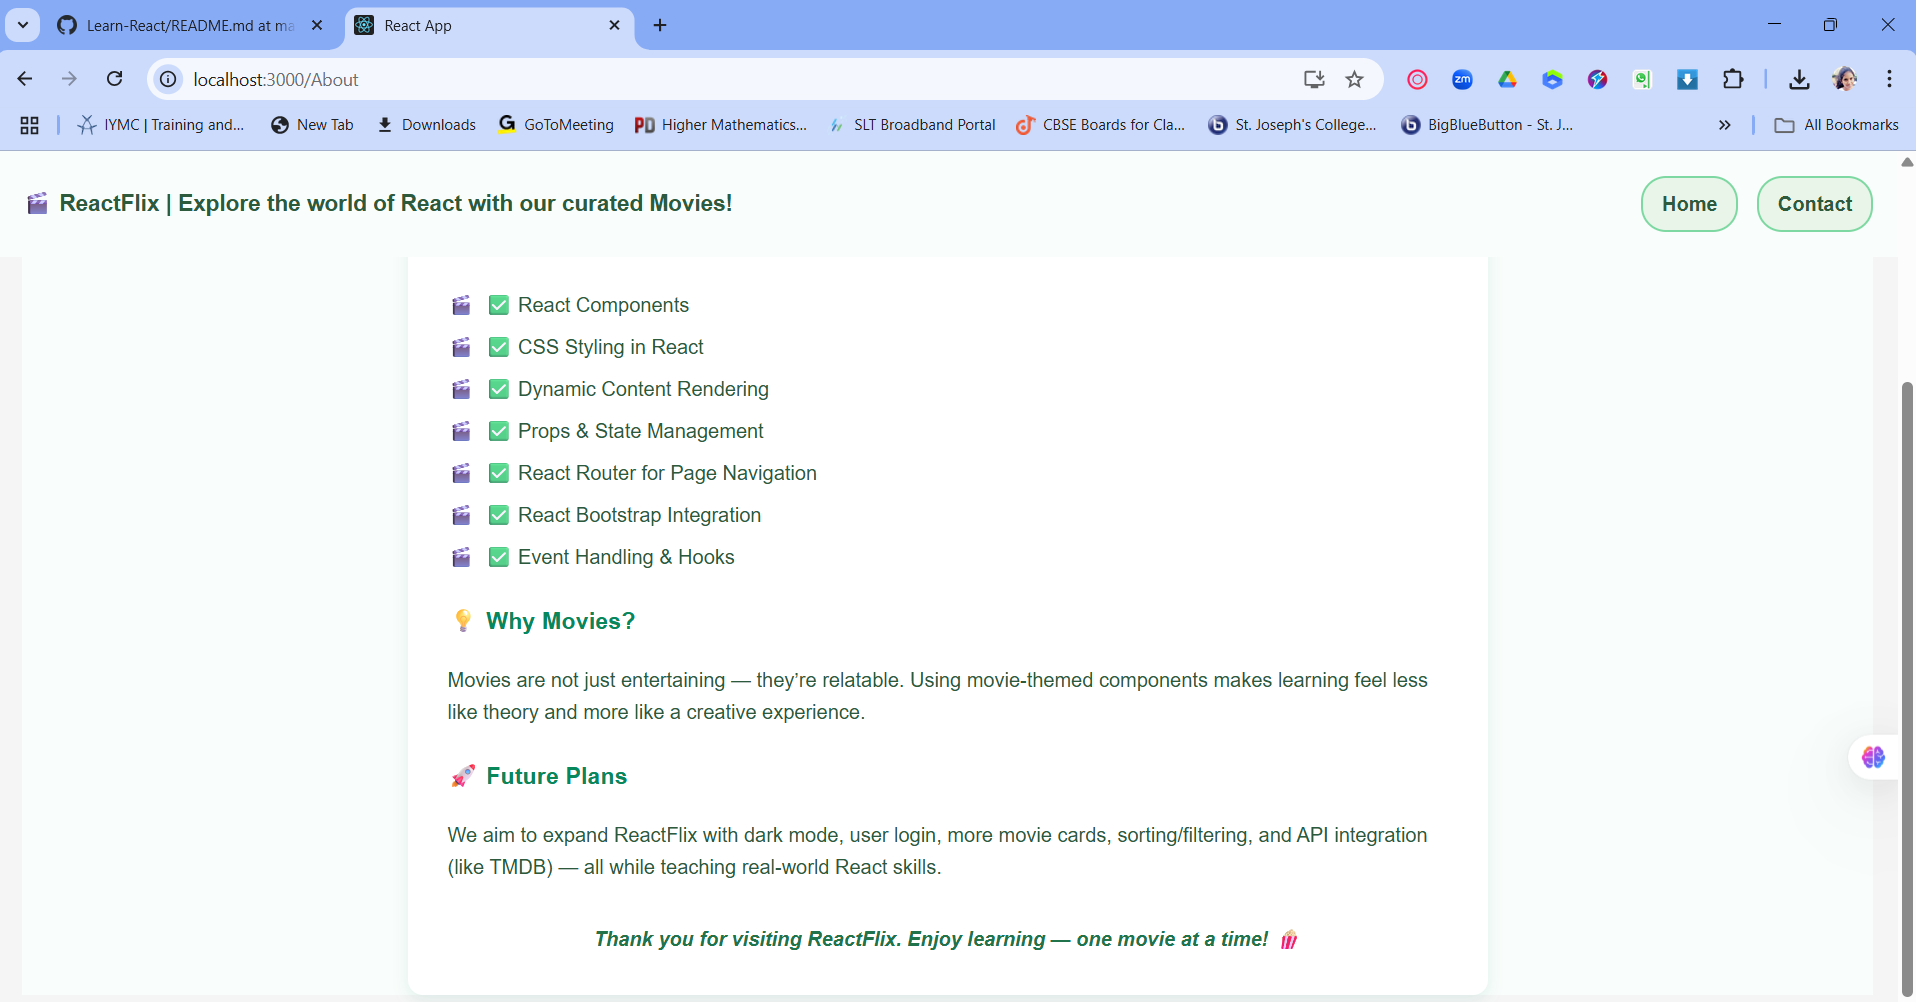 Learn-React/README.md at ma
React App
localhost:3000/About
zm
IYMC | Training and...
New Tab
Downloads
GoToMeeting
PD Higher Mathematics...
SLT Broadband Portal
CBSE Boards for Cla...
St. Joseph's College...
BigBlueButton - St. J...
All Bookmarks
ReactFlix | Explore the world of React with our curated Movies!
Home
Contact
React Components
CSS Styling in React
Dynamic Content Rendering
Props & State Management
React Router for Page Navigation
React Bootstrap Integration
Event Handling & Hooks
Why Movies?
Movies are not just entertaining — they’re relatable. Using movie-themed components makes learning feel less
like theory and more like a creative experience.
Future Plans
We aim to expand ReactFlix with dark mode, user login, more movie cards, sorting/filtering, and API integration
(like TMDB) — all while teaching real-world React skills.
Thank you for visiting ReactFlix. Enjoy learning — one movie at a time!